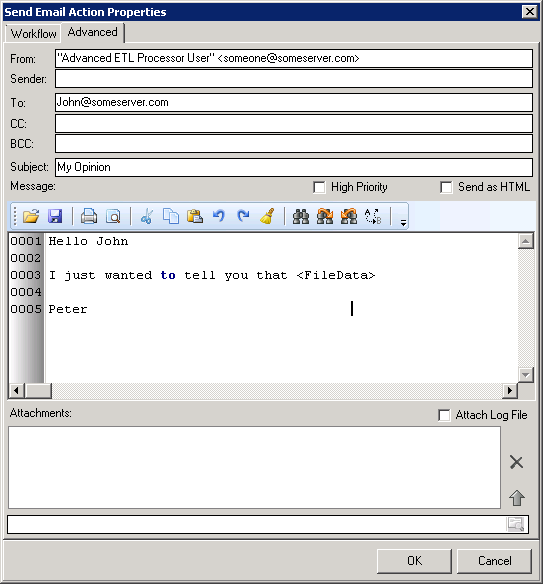 Send Email Action Properties
Workflow Advanced
From: "Advanced ETL Processor User" <someone@someserver.com>
Sender:
To: John@someserver.com
CC:
BCC:
Subject: My Opinion
Message: High Priority Send as HTML
0001 Hello John
0002
0003 I just wanted to tell you that <FileData>
0004
0005 Peter
Attachments: Attach Log File
OK Cancel